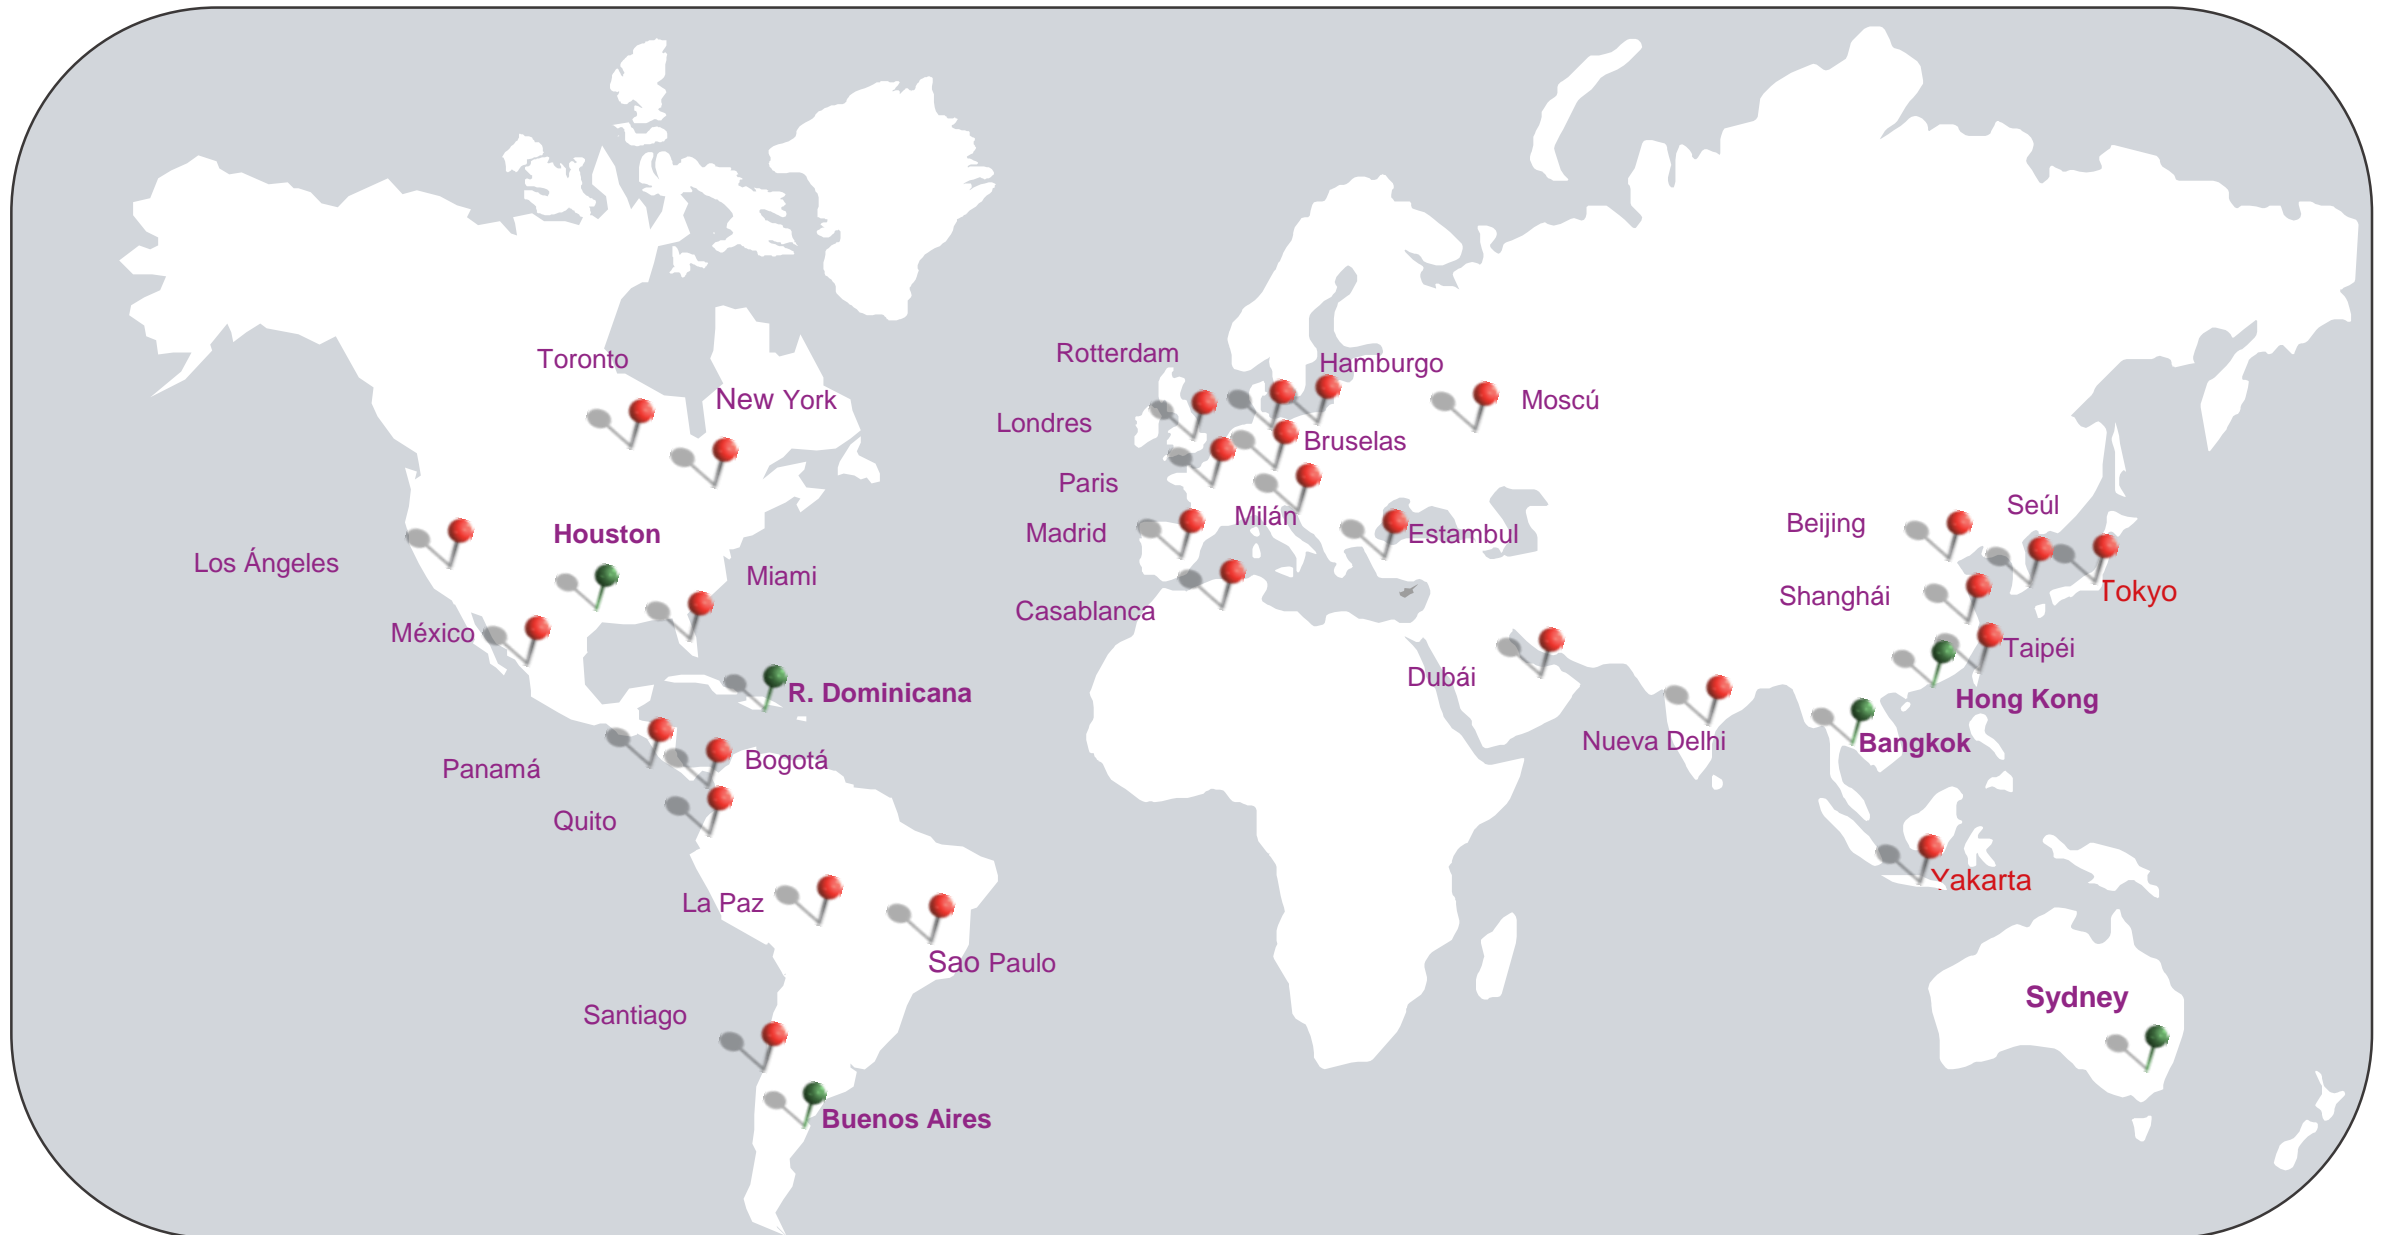 Rotterdam
Toronto
Hamburgo
New York
Moscú
Londres
Bruselas
Paris
Seúl
Milán
Beijing
Madrid
Houston
Estambul
Los Ángeles
Miami
Shangháí
Tokyo
Casablanca
México
Taipéi
Dubái
R. Dominicana
Hong Kong
Nueva Delhi
Bangkok
Bogotá
Panamá
Quito
Yakarta
La Paz
Sao Paulo
Sydney
Santiago
Buenos Aires